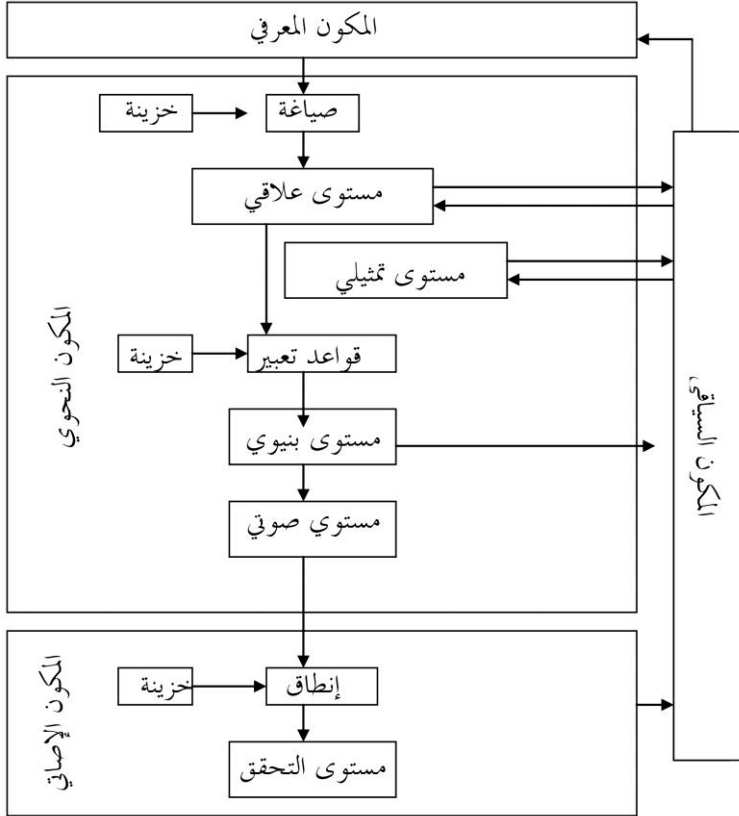 المكون المعرفي
صياغة
خزينة
مستوى علاقي
مستوى تمثيلي
قواعد تعبير
خزينة
مستوى بنيوي
مستوي صوتي
المكون النحوي
المكون السياقي
إنطاق
خزينة
مستوى التحقق
المكون الإصاتي